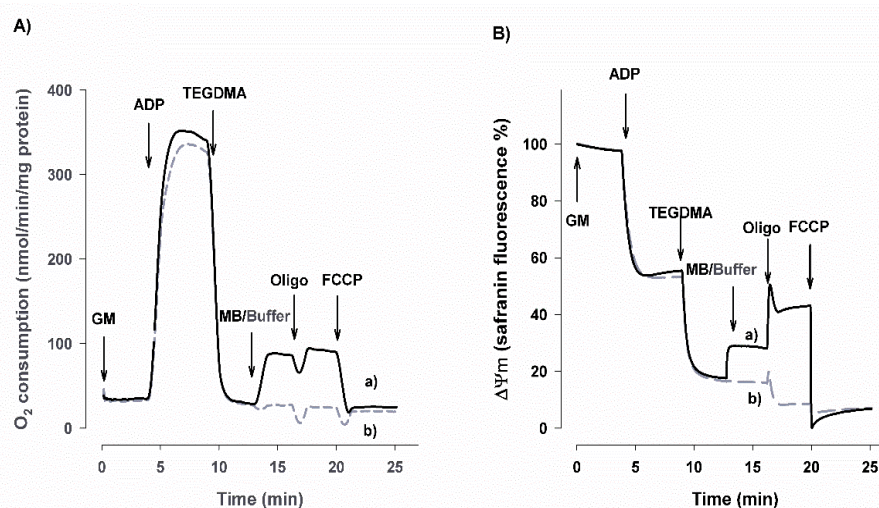 A)
O2 consumption (nmol/min/mg protein)
400
300
200
100
0
GM
ADP
TEGDMA
MB/Buffer
Oligo
FCCP
a)
b)
0 5 10 15 20 25
Time (min)
B)
ΔΨm (safranin fluorescence %)
100
80
60
40
20
0
GM
ADP
TEGDMA
MB/Buffer
Oligo
FCCP
a)
b)
0 5 10 15 20 25
Time (min)